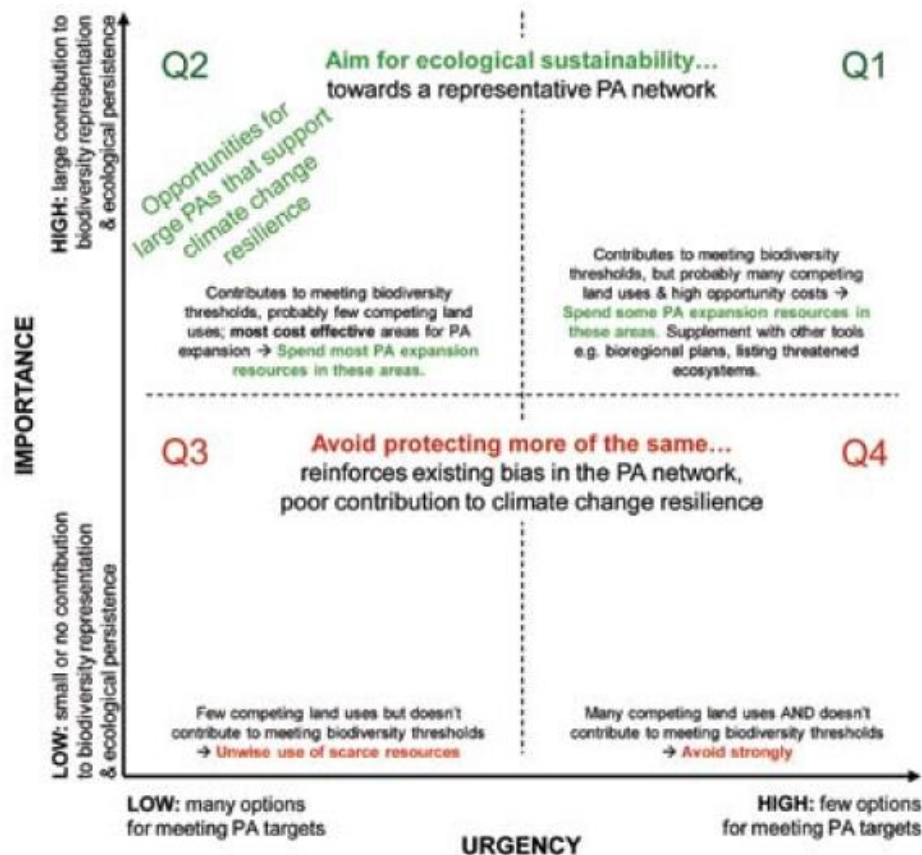 Q2
Aim for ecological sustainability...
towards a representative PA network
Q1
Opportunities for
large PAs that support
climate change
resilience
Contributes to meeting biodiversity
thresholds, probably few competing land
uses; most cost effective areas for PA
expansion → Spend most PA expansion
resources in these areas.
Contributes to meeting biodiversity
thresholds, but probably many competing
land uses & high opportunity costs →
Spend some PA expansion resources in
these areas. Supplement with other tools
e.g. bioregional plans, listing threatened
ecosystems.
Q3
Avoid protecting more of the same...
reinforces existing bias in the PA network,
poor contribution to climate change resilience
Q4
Few competing land uses but doesn't
contribute to meeting biodiversity thresholds
→ Unwise use of scarce resources
Many competing land uses AND doesn't
contribute to meeting biodiversity thresholds
→ Avoid strongly
IMPORTANCE
HIGH: large contribution to
biodiversity representation
& ecological persistence
LOW: small or no contribution
to biodiversity representation
& ecological persistence
LOW: many options
for meeting PA targets
URGENCY
HIGH: few options
for meeting PA targets